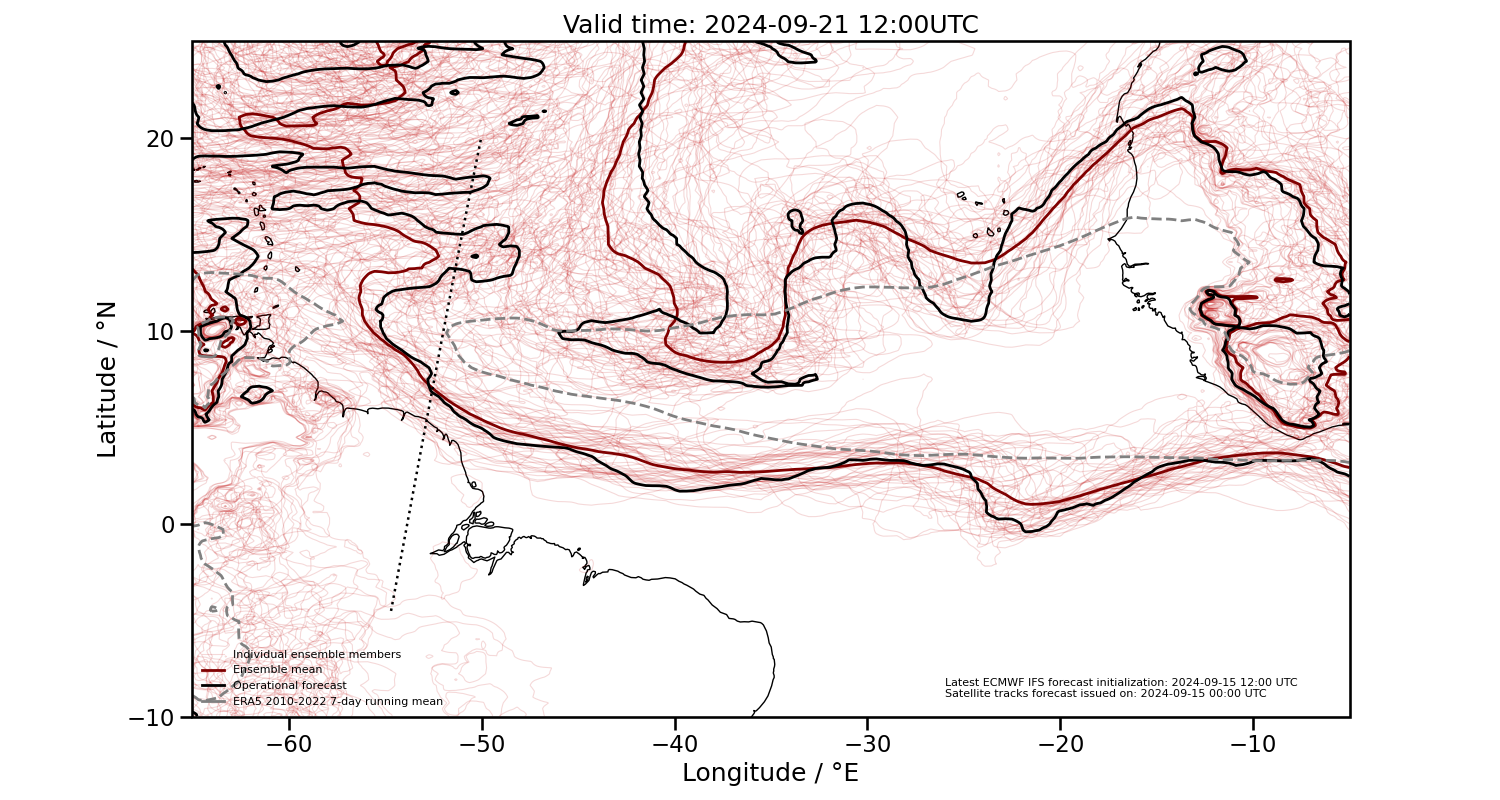 Valid time: 2024-09-21 12:00UTC
20
10
0
−10
Latitude / °N
−60
−50
−40
−30
−20
−10
Longitude / °E
Individual ensemble members
Ensemble mean
Operational forecast
ERA5 2010-2022 7-day running mean
Latest ECMWF IFS forecast initialization: 2024-09-15 12:00 UTC
Satellite tracks forecast issued on: 2024-09-15 00:00 UTC